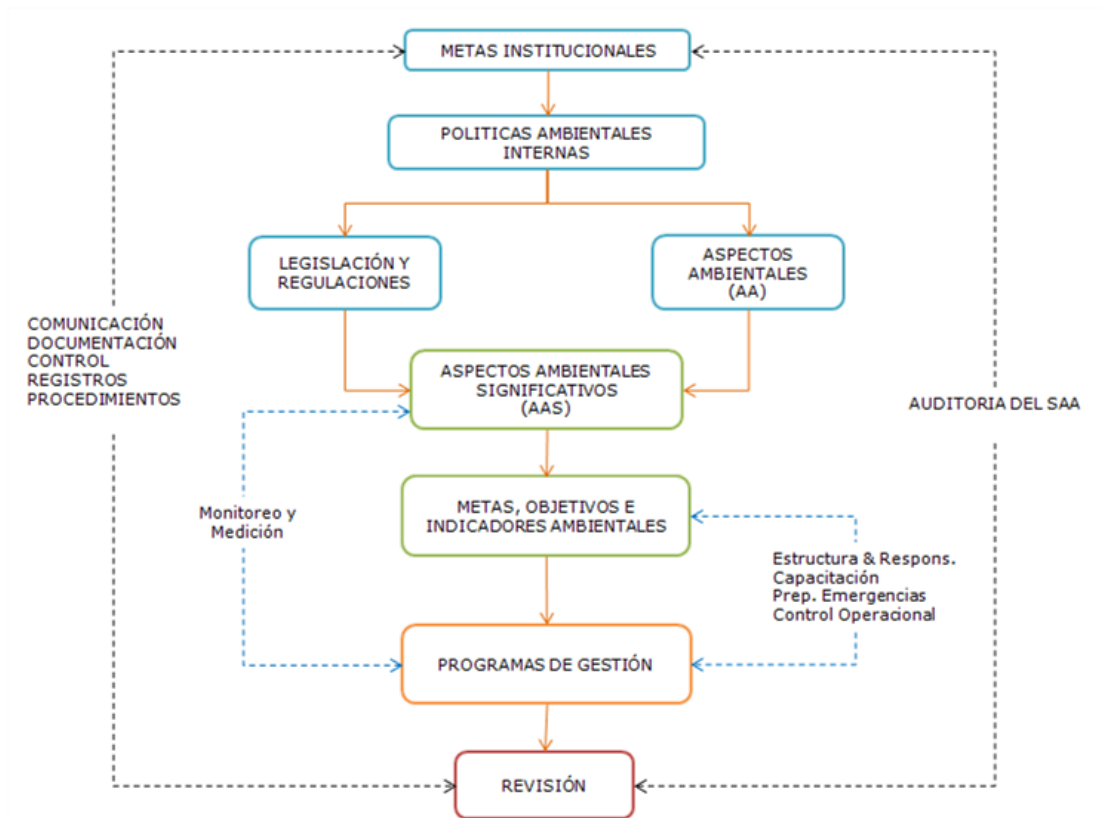 METAS INSTITUCIONALES
POLITICAS AMBIENTALES
INTERNAS
LEGISLACIÓN Y
REGULACIONES
ASPECTOS
AMBIENTALES
(AA)
COMUNICACIÓN
DOCUMENTACIÓN
CONTROL
REGISTROS
PROCEDIMIENTOS
ASPECTOS AMBIENTALES
SIGNIFICATIVOS
(AAS)
AUDITORIA DEL SAA
METAS, OBJETIVOS E
INDICADORES AMBIENTALES
Monitoreo y
Medición
Estructura & Respons.
Capacitación
Prep. Emergencias
Control Operacional
PROGRAMAS DE GESTIÓN
REVISIÓN